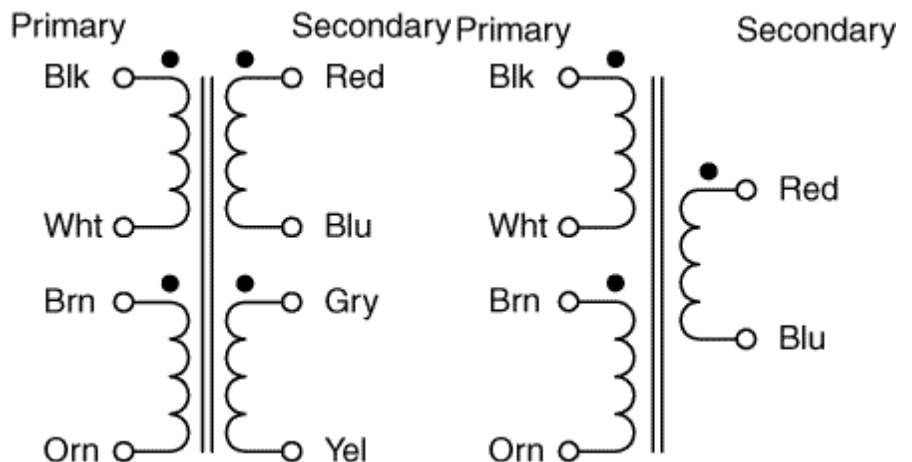 Primary Secondary Primary Secondary
Blk Red Blk
Red
Wht Blu Wht
Brn Gry Brn
Blu
Orn Yel Orn